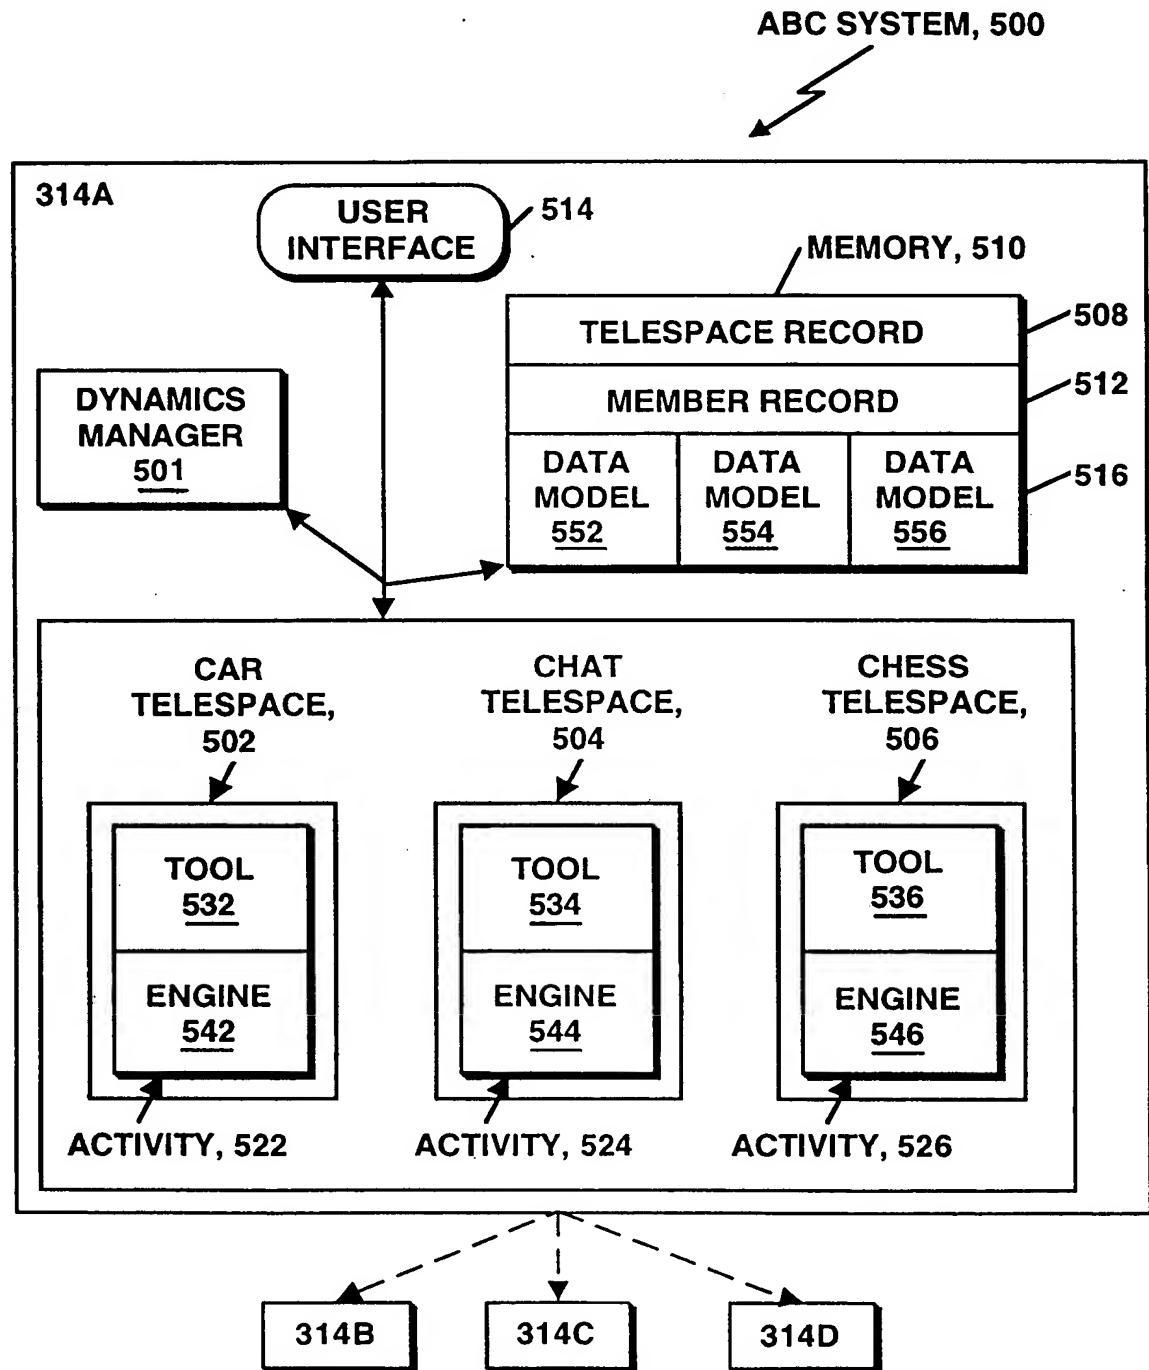 ABC SYSTEM, 500
314A
USER
INTERFACE
514
MEMORY, 510
TELESPACE RECORD
508
MEMBER RECORD
512
DATA
MODEL
552
DATA
MODEL
554
DATA
MODEL
556
516
DYNAMICS
MANAGER
501
CAR
TELESPACE,
502
CHAT
TELESPACE,
504
CHESS
TELESPACE,
506
TOOL
532
ENGINE
542
TOOL
534
ENGINE
544
TOOL
536
ENGINE
546
ACTIVITY, 522
ACTIVITY, 524
ACTIVITY, 526
314B
314C
314D